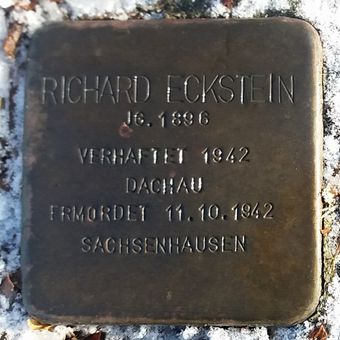 RICHARD ECKSTEIN
JG. 1896
VERHAFTET 1942
DACHAU
ERMORDET 11.10.1942
SACHSENHAUSEN